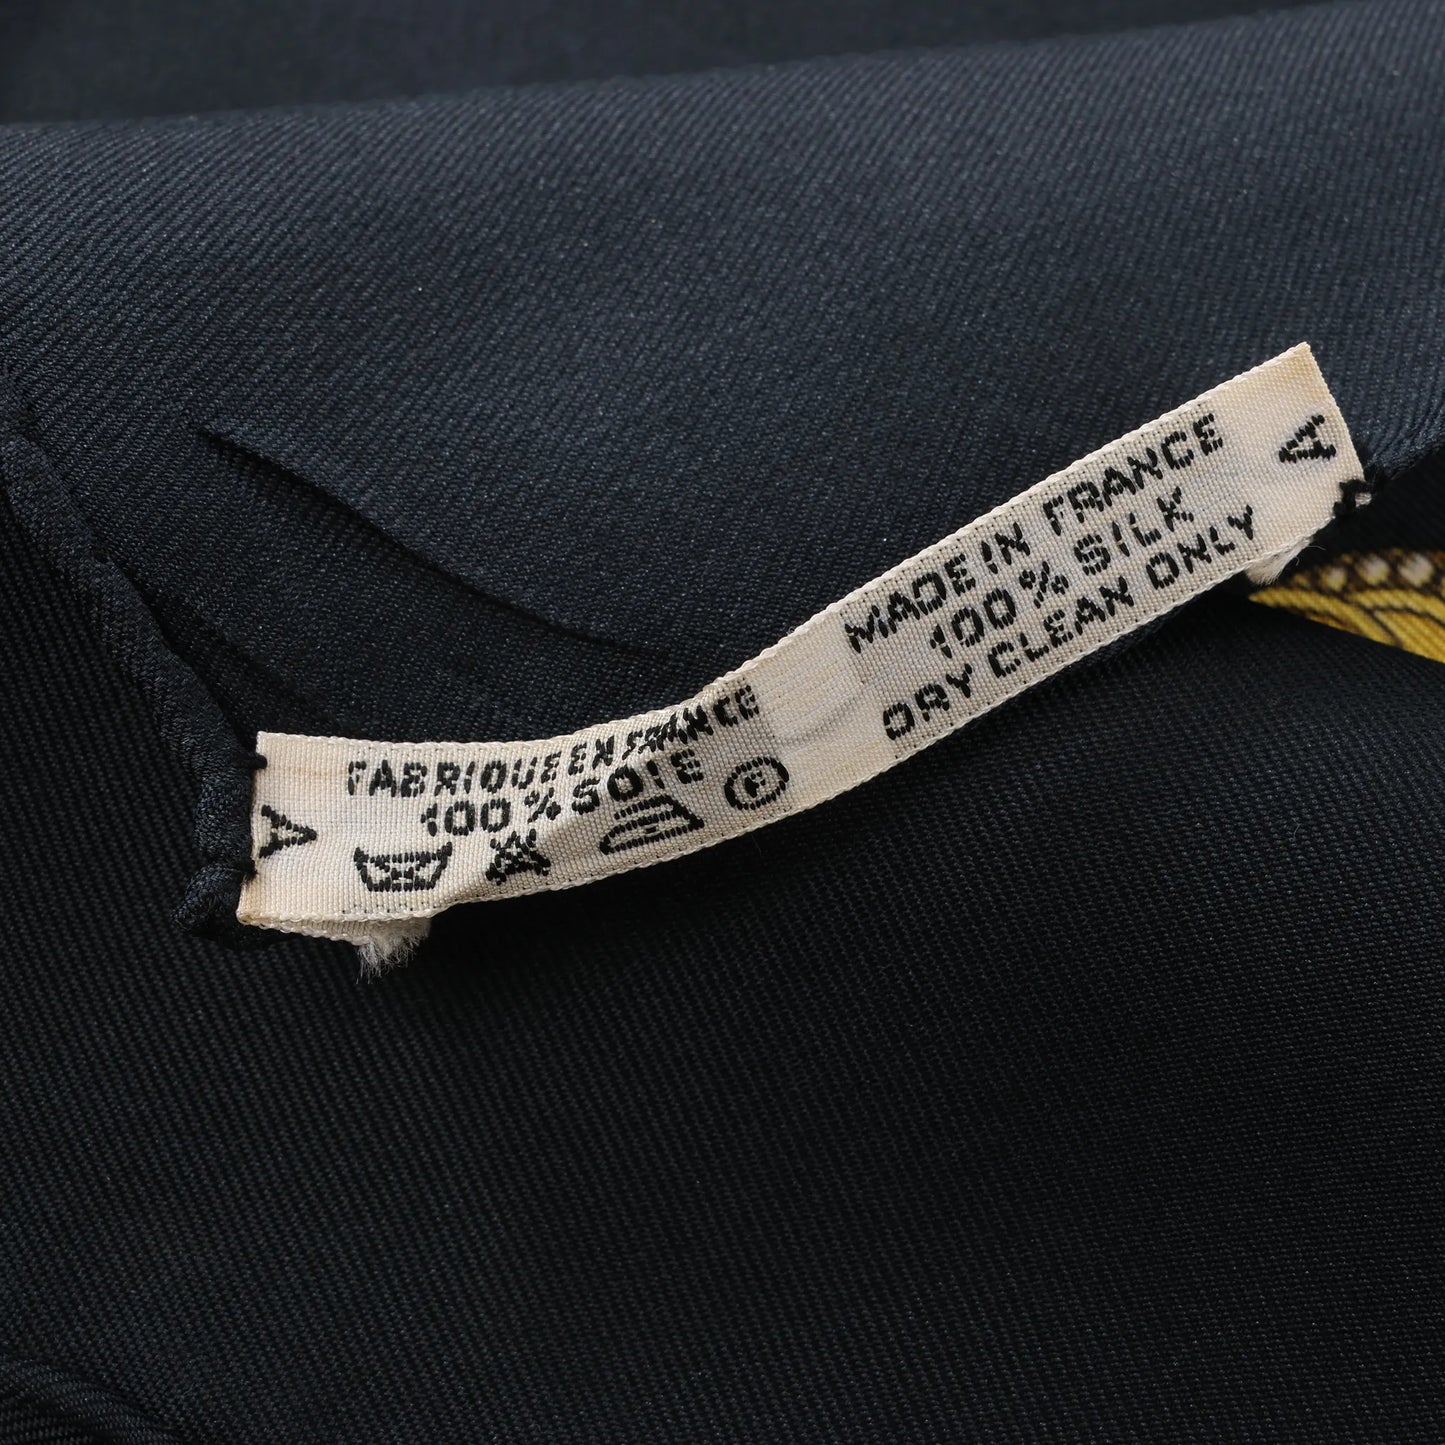 A
FABRIQUE EN FRANCE
100 % SOIE
F
MADE IN FRANCE
100 % SILK
DRY CLEAN ONLY
A